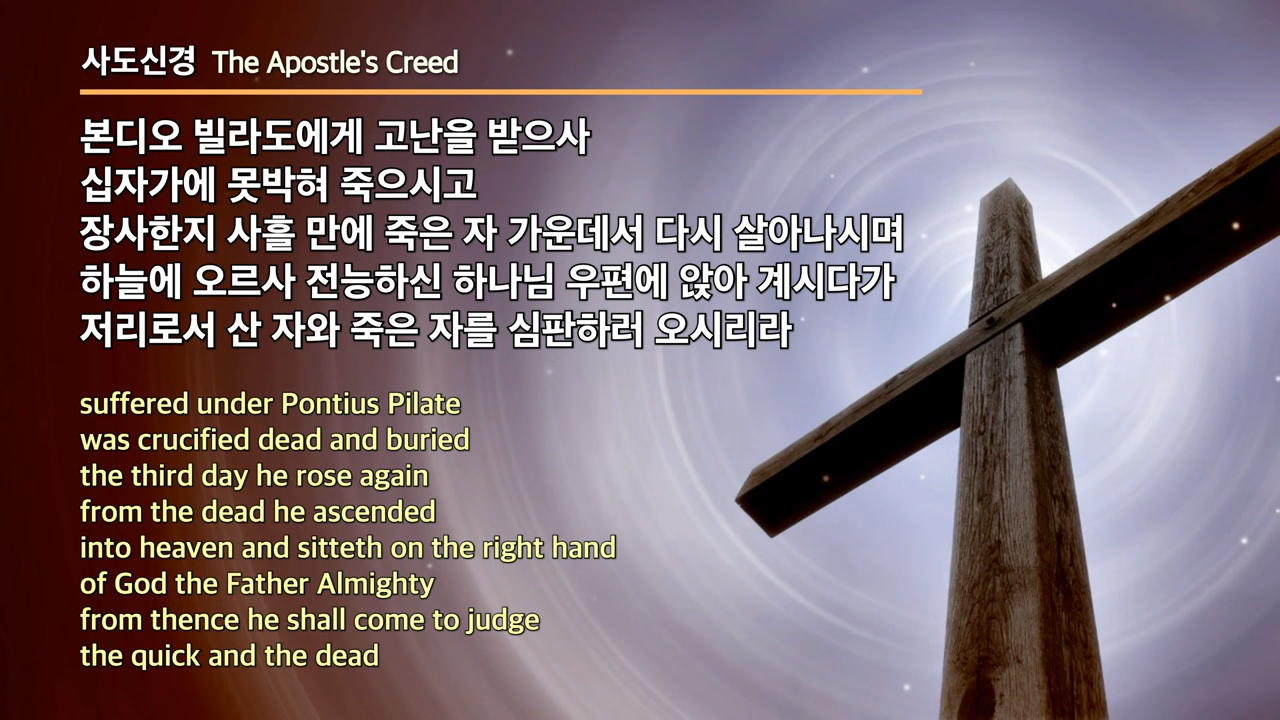 사도신경 The Apostle's Creed
본디오 빌라도에게 고난을 받으사
십자가에 못박혀 죽으시고
장사한지 사흘 만에 죽은 자 가운데서 다시 살아나시며
하늘에 오르사 전능하신 하나님 우편에 앉아 계시다가
저리로서 산 자와 죽은 자를 심판하러 오시리라
suffered under Pontius Pilate
was crucified dead and buried
the third day he rose again
from the dead he ascended
into heaven and sitteth on the right hand
of God the Father Almighty
from thence he shall come to judge
the quick and the dead